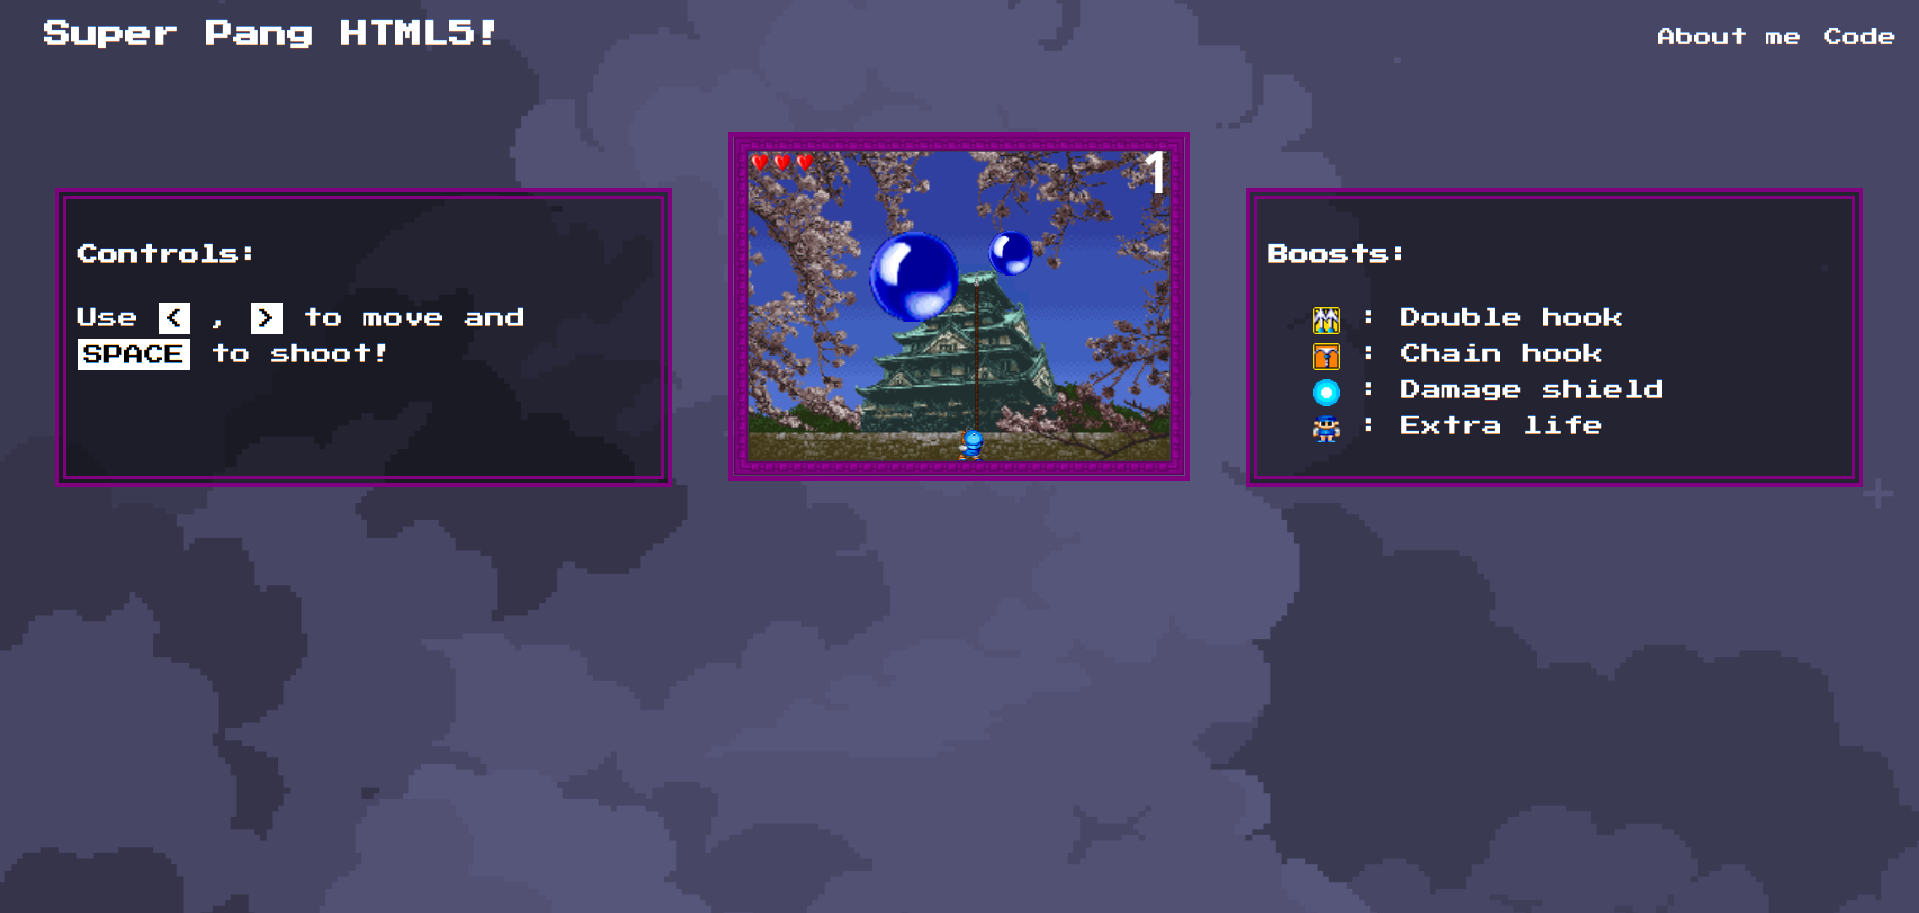 Super Pang HTML5!
About me Code
Controls:
Use < , > to move and
SPACE to shoot!
1
Boosts:
: Double hook
: Chain hook
: Damage shield
: Extra life